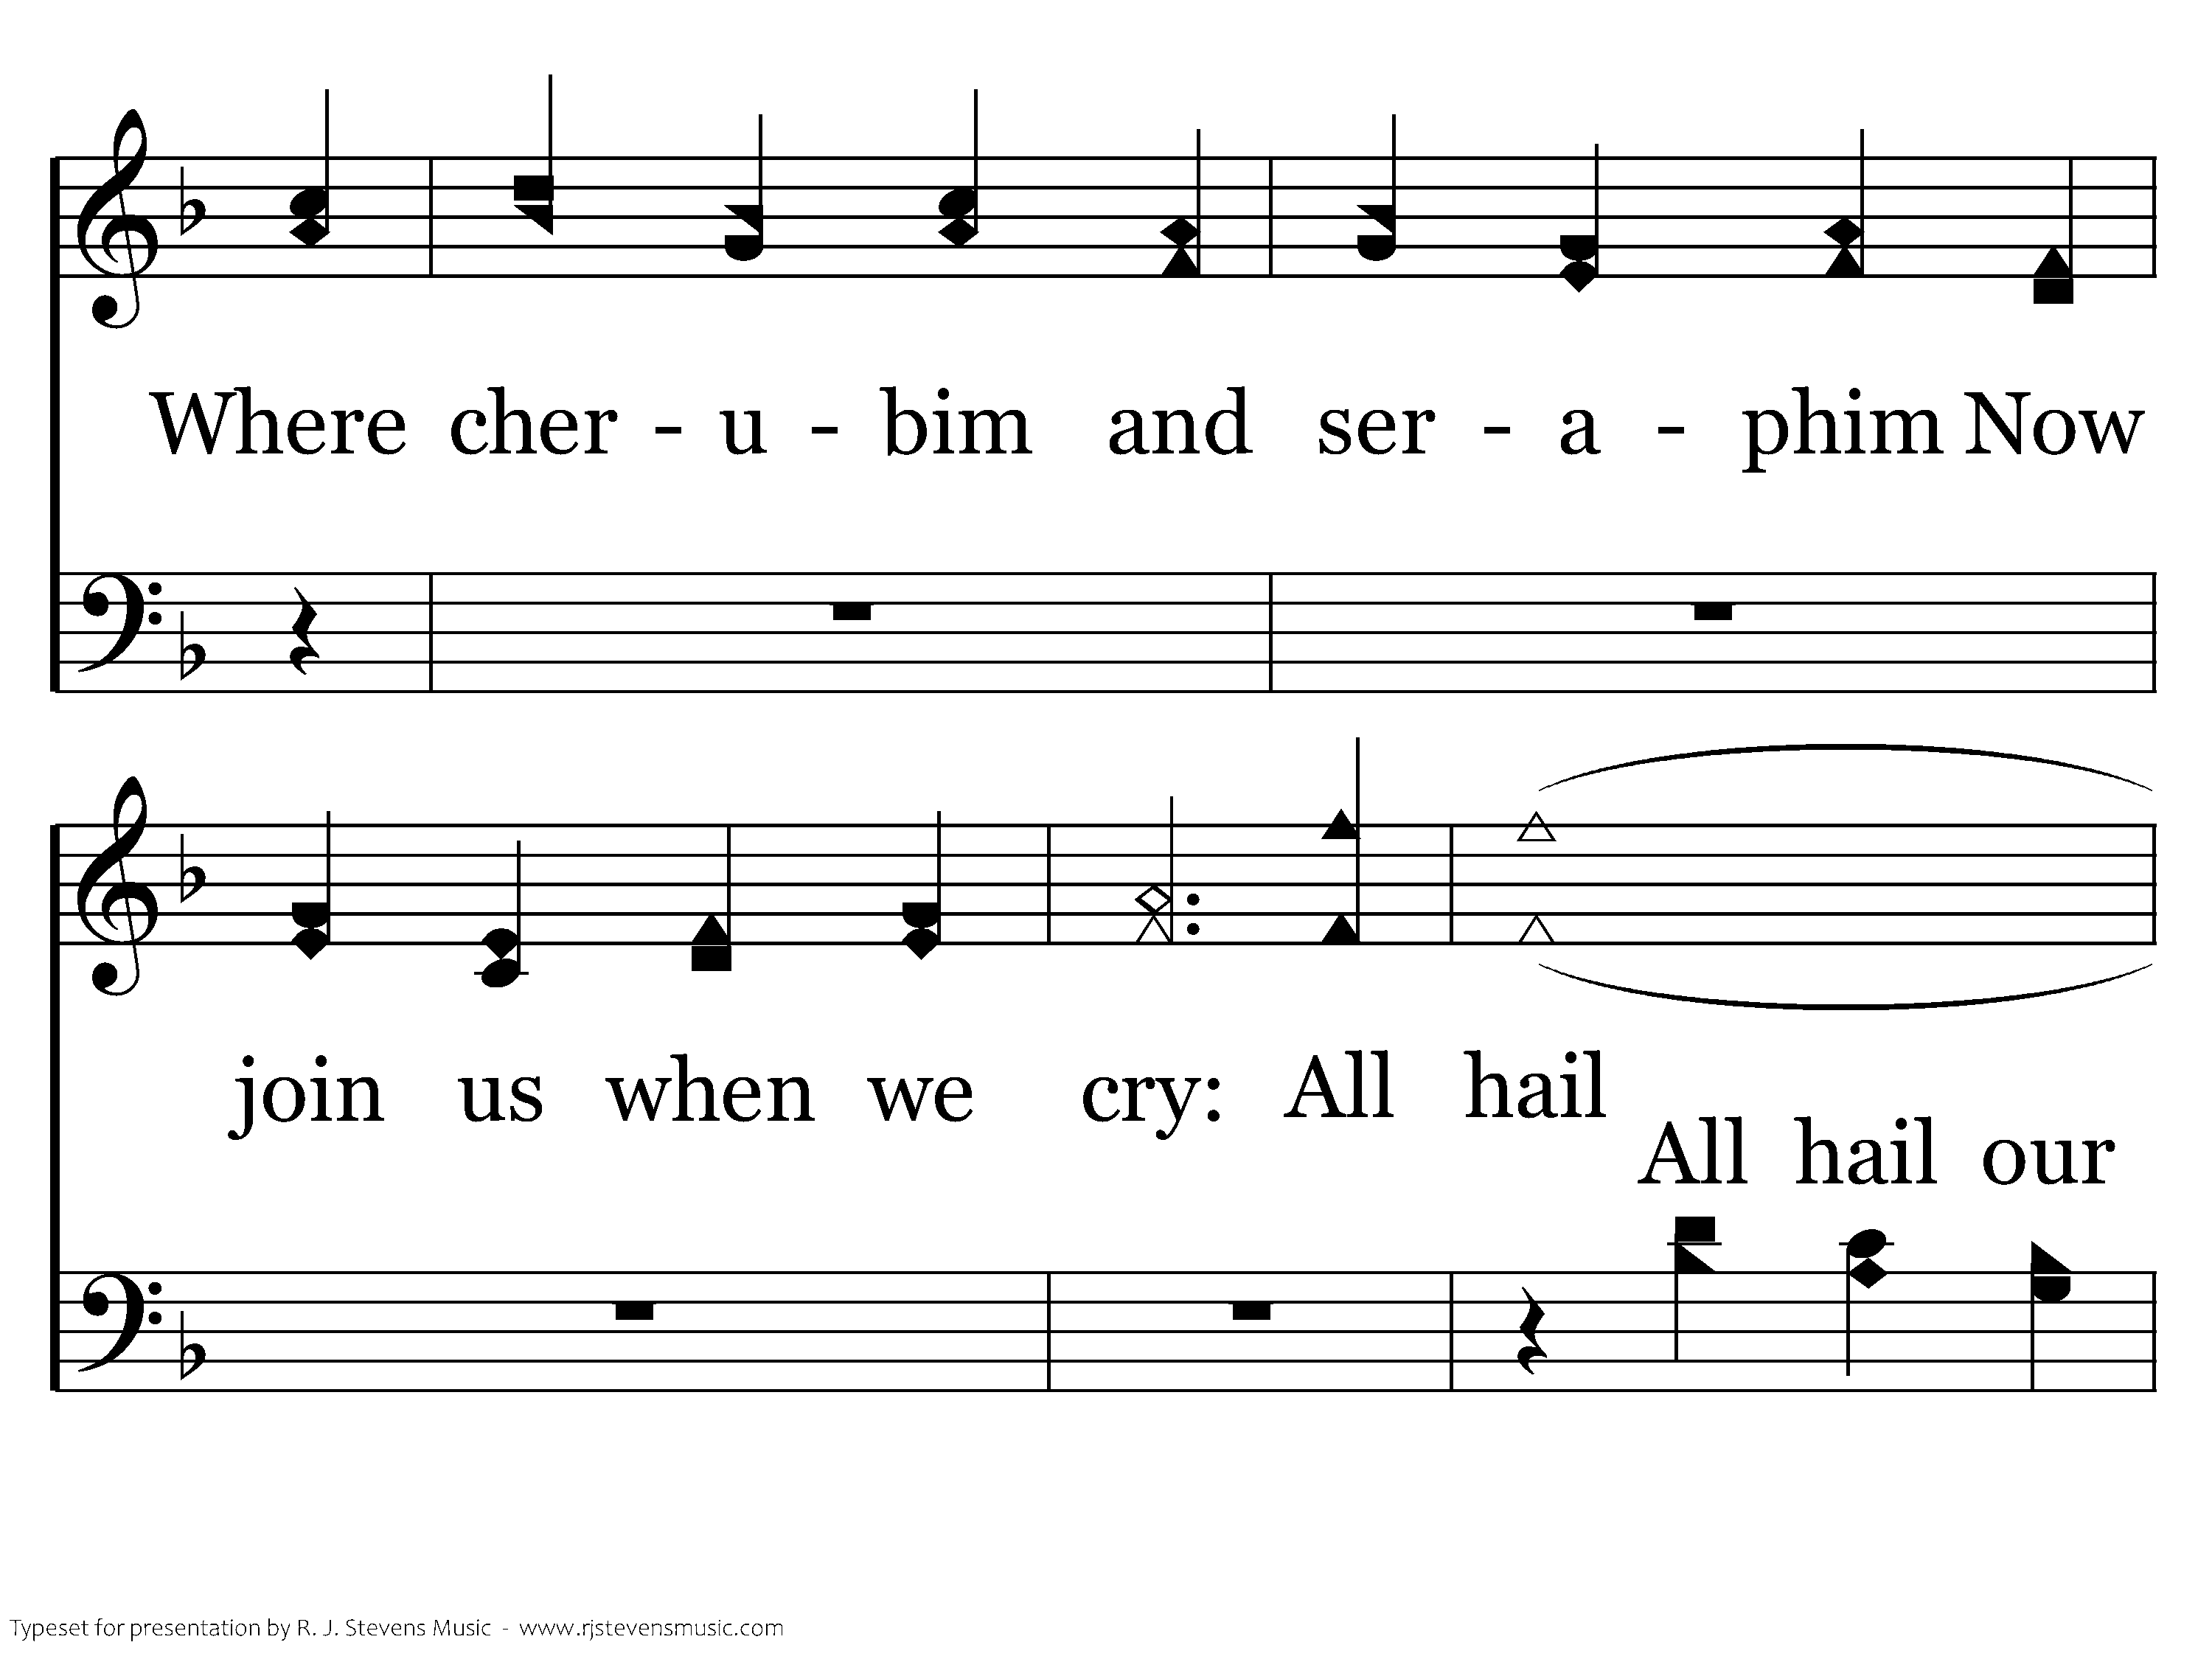 Where cher - u - bim and ser - a - phim Now
join us when we cry: All hail
All hail our
Typeset for presentation by R. J. Stevens Music - www.rjstevensmusic.com